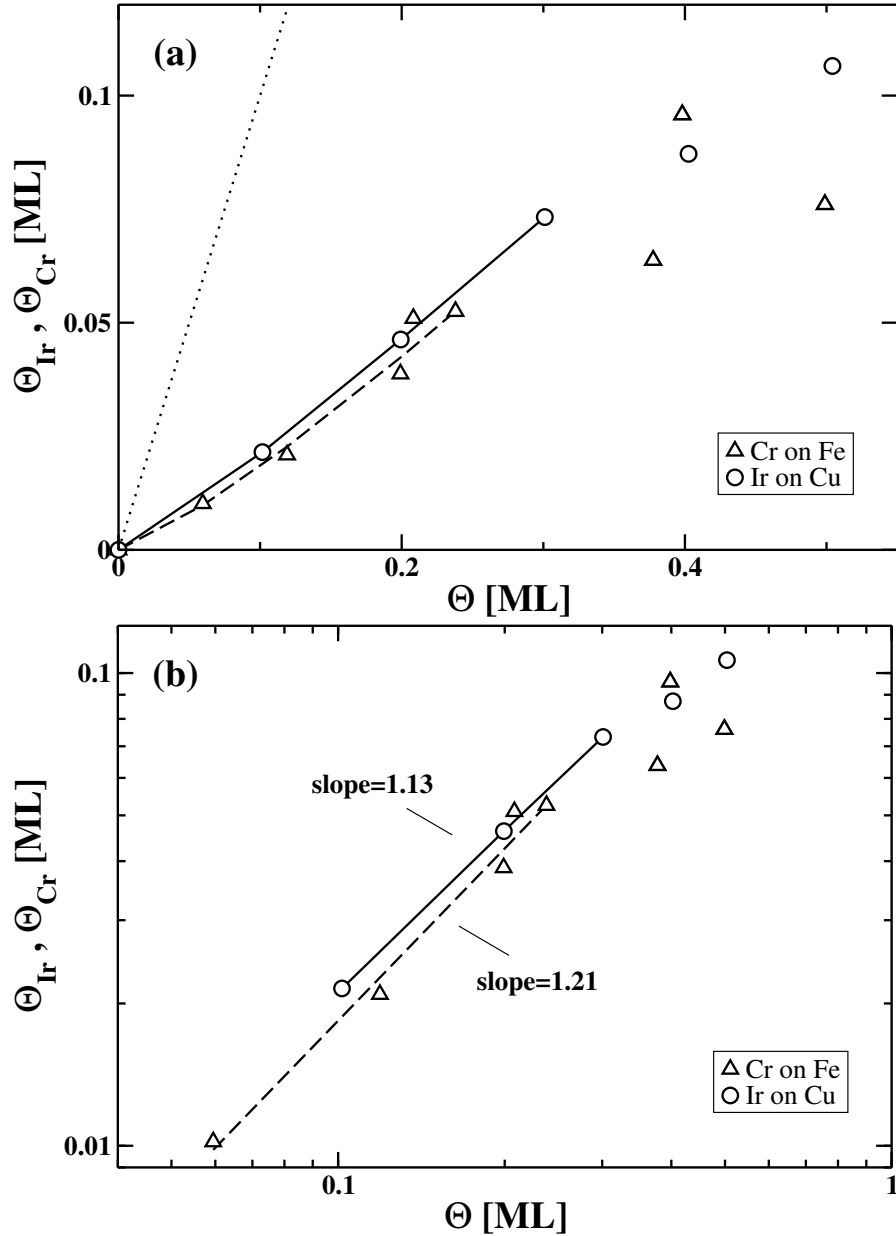 (a)
0.1
0.05
0
Θ_Ir , Θ_Cr [ML]
Cr on Fe
Ir on Cu
0
0.2
0.4
Θ [ML]
(b)
0.1
0.01
Θ_Ir , Θ_Cr [ML]
slope=1.13
slope=1.21
Cr on Fe
Ir on Cu
0.1
1
Θ [ML]